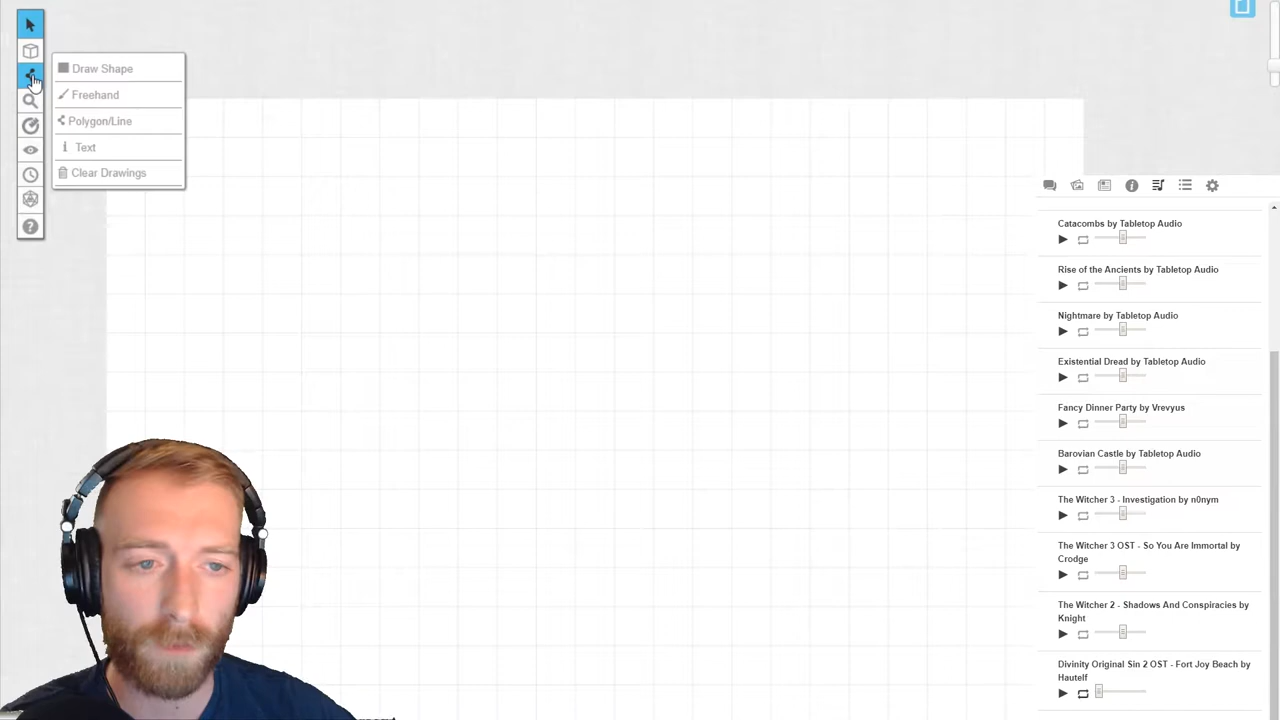 Draw Shape
Freehand
Polygon/Line
Text
Clear Drawings
Catacombs by Tabletop Audio
Rise of the Ancients by Tabletop Audio
Nightmare by Tabletop Audio
Existential Dread by Tabletop Audio
Fancy Dinner Party by Vrevyus
Barovian Castle by Tabletop Audio
The Witcher 3 - Investigation by n0nym
The Witcher 3 OST - So You Are Immortal by
Crodge
The Witcher 2 - Shadows And Conspiracies by
Knight
Divinity Original Sin 2 OST - Fort Joy Beach by
Hautelf